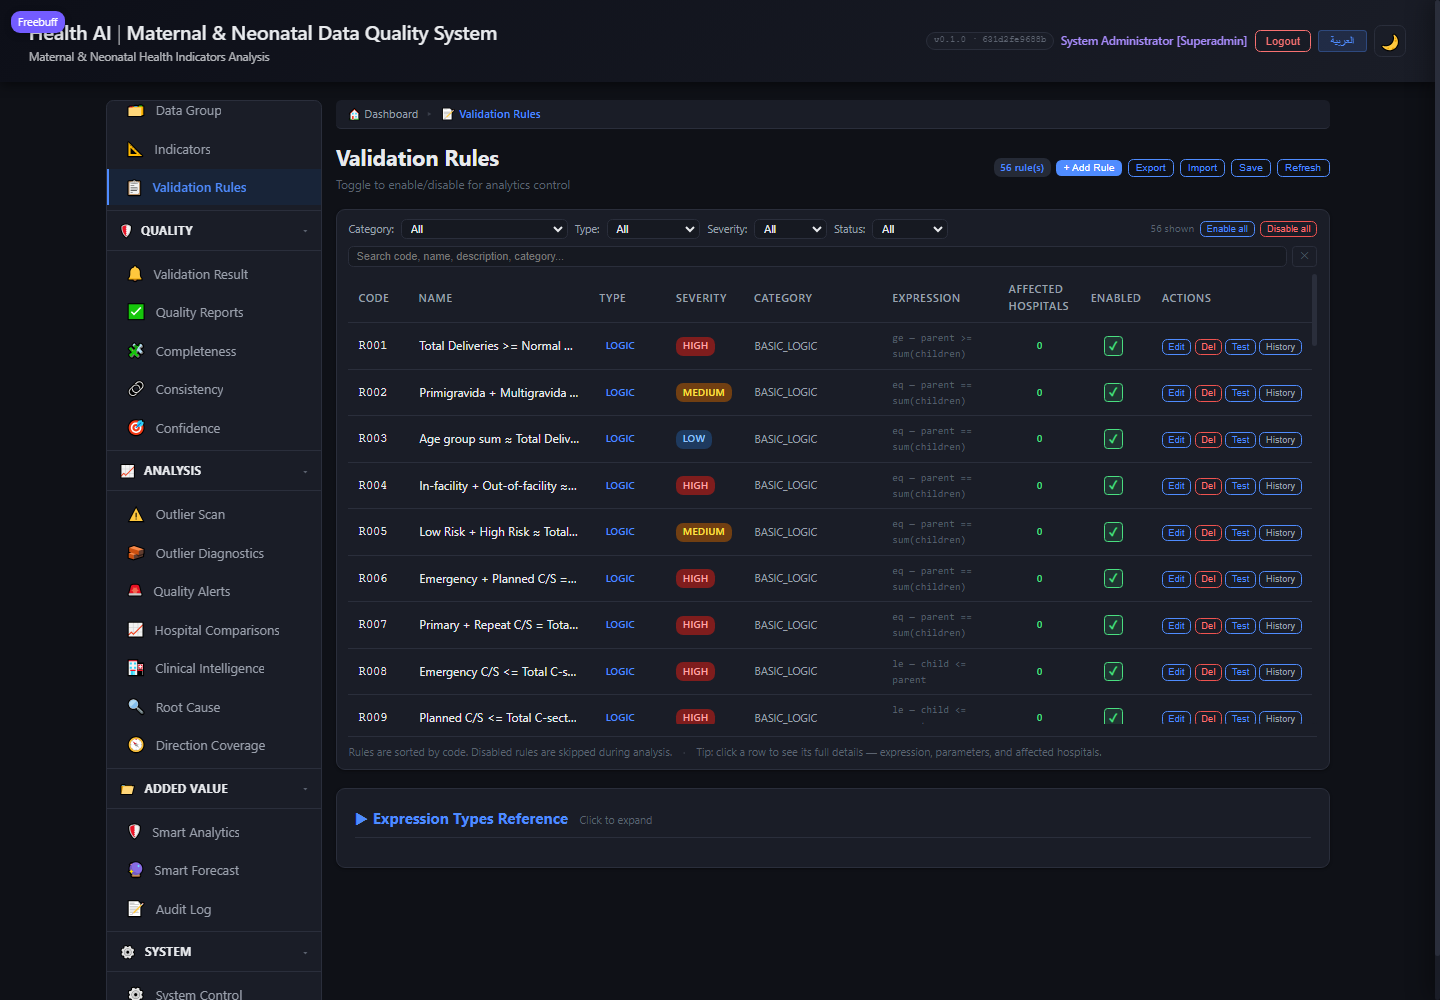 Freebuff
Health AI | Maternal & Neonatal Data Quality System
Maternal & Neonatal Health Indicators Analysis
v0.1.0 · 631d2fe9688b
System Administrator [Superadmin]
Logout
العربية
Data Group
Indicators
Validation Rules
QUALITY
Validation Result
Quality Reports
Completeness
Consistency
Confidence
ANALYSIS
Outlier Scan
Outlier Diagnostics
Quality Alerts
Hospital Comparisons
Clinical Intelligence
Root Cause
Direction Coverage
ADDED VALUE
Smart Analytics
Smart Forecast
Audit Log
SYSTEM
System Control
Dashboard • Validation Rules
Validation Rules
Toggle to enable/disable for analytics control
56 rule(s) + Add Rule Export Import Save Refresh
Category: All Type: All Severity: All Status: All 56 shown Enable all Disable all
Search code, name, description, category...
CODE NAME TYPE SEVERITY CATEGORY EXPRESSION AFFECTED HOSPITALS ENABLED ACTIONS
R001 Total Deliveries >= Normal ... LOGIC HIGH BASIC_LOGIC ge — parent >= sum(children) 0 Edit Del Test History
R002 Primigravida + Multigravida ... LOGIC MEDIUM BASIC_LOGIC eq — parent == sum(children) 0 Edit Del Test History
R003 Age group sum ≈ Total Deliv... LOGIC LOW BASIC_LOGIC eq — parent == sum(children) 0 Edit Del Test History
R004 In-facility + Out-of-facility ≈... LOGIC HIGH BASIC_LOGIC eq — parent == sum(children) 0 Edit Del Test History
R005 Low Risk + High Risk ≈ Total... LOGIC MEDIUM BASIC_LOGIC eq — parent == sum(children) 0 Edit Del Test History
R006 Emergency + Planned C/S =... LOGIC HIGH BASIC_LOGIC eq — parent == sum(children) 0 Edit Del Test History
R007 Primary + Repeat C/S = Tota... LOGIC HIGH BASIC_LOGIC eq — parent == sum(children) 0 Edit Del Test History
R008 Emergency C/S <= Total C-s... LOGIC HIGH BASIC_LOGIC le — child <= parent 0 Edit Del Test History
R009 Planned C/S <= Total C-sect... LOGIC HIGH BASIC_LOGIC le — child <= 0 Edit Del Test History
Rules are sorted by code. Disabled rules are skipped during analysis. · Tip: click a row to see its full details — expression, parameters, and affected hospitals.
▶ Expression Types Reference Click to expand